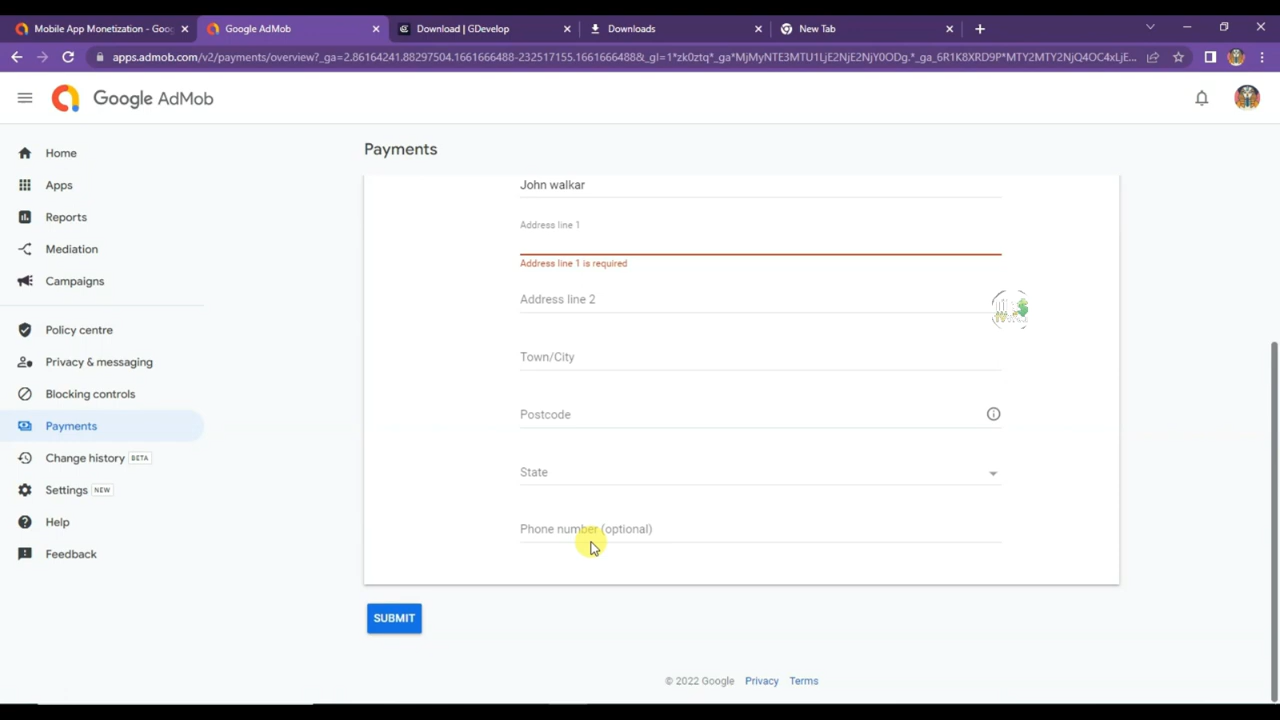 Mobile App Monetization - Goo
Google AdMob
Download | GDevelop
Downloads
New Tab
apps.admob.com/v2/payments/overview?_ga=2.86164241.88297504.1661666488-232517155.1661666488&_gl=1*zk0ztq*_ga*MjMyNTE3MTU1LjE2NjE2NjY0ODg.*_ga_6R1K8XRD9P*MTY2MTY2NjQ4OC4xLjE...
Google AdMob
Home
Apps
Reports
Mediation
Campaigns
Policy centre
Privacy & messaging
Blocking controls
Payments
Change history BETA
Settings NEW
Help
Feedback
Payments
John walkar
Address line 1
Address line 1 is required
Address line 2
Town/City
Postcode
State
Phone number (optional)
SUBMIT
© 2022 Google Privacy Terms